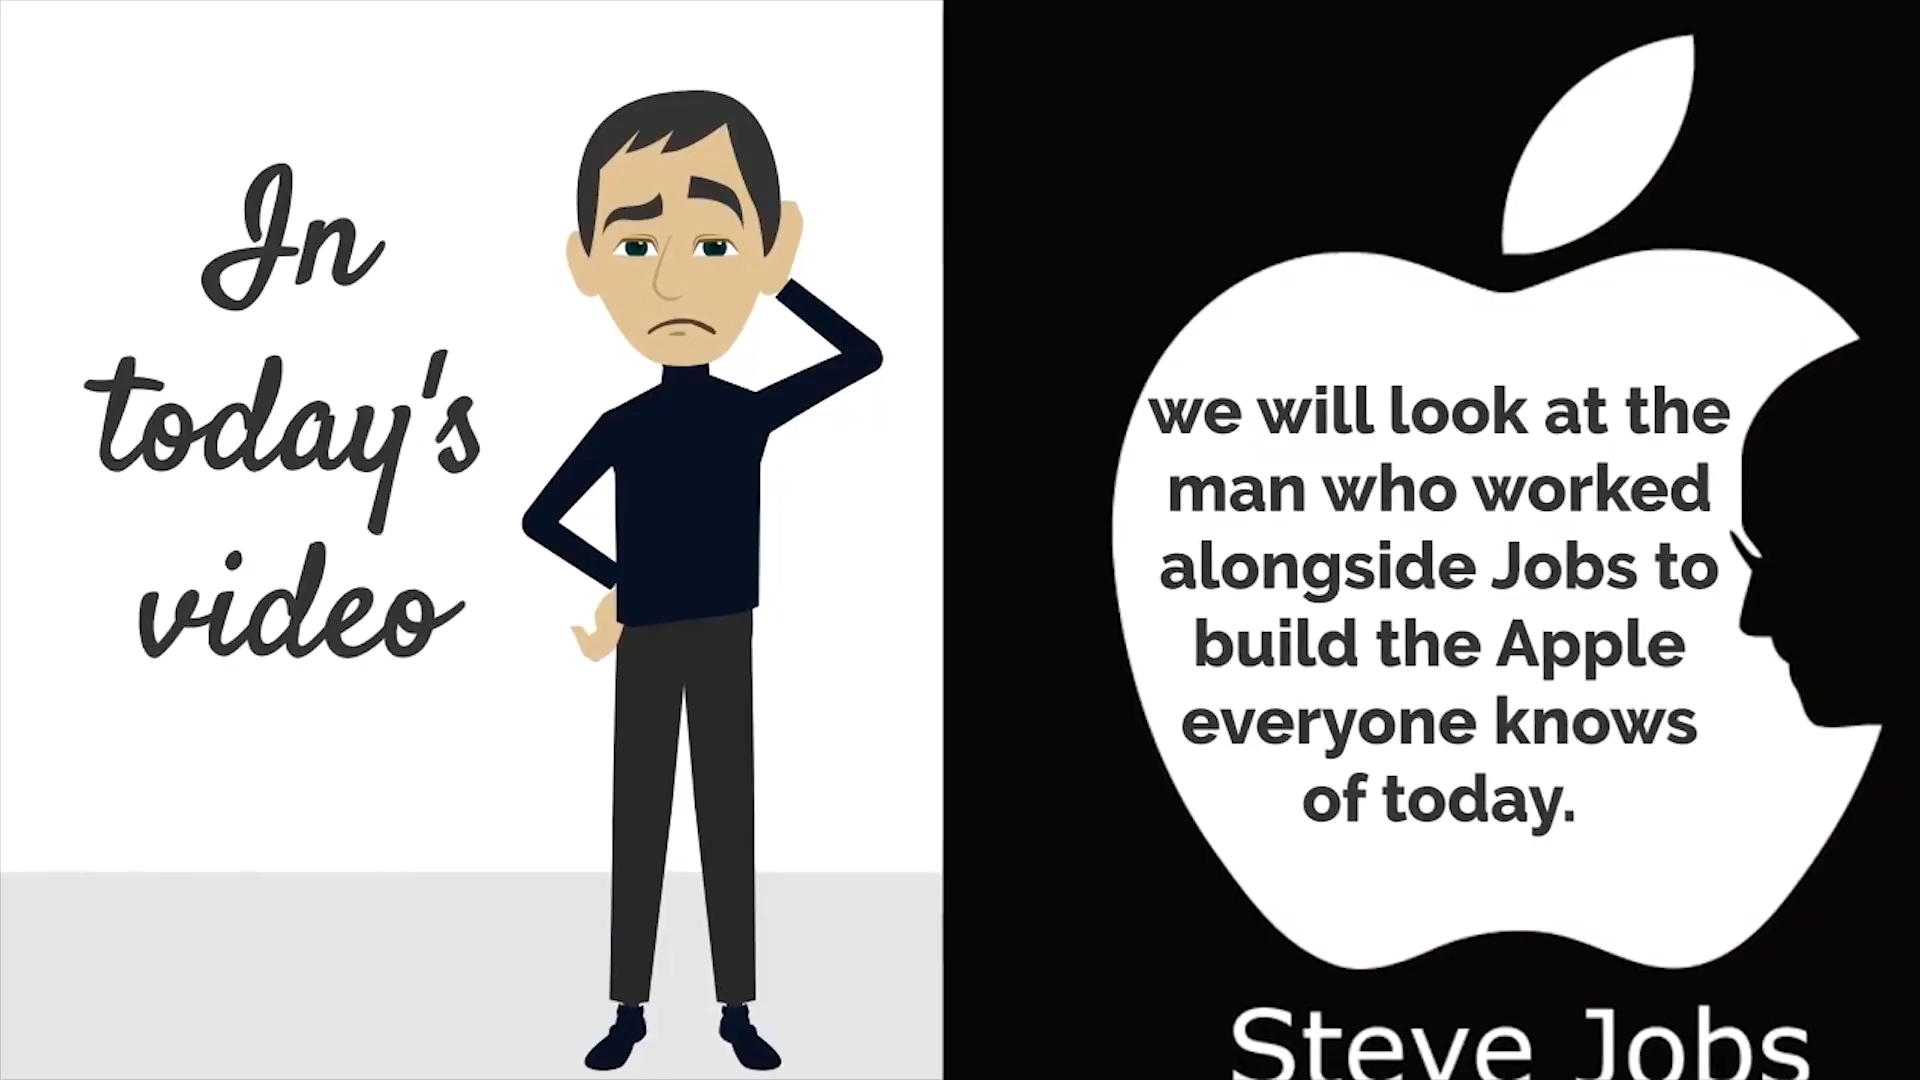 In
today's
video
we will look at the
man who worked
alongside Jobs to
build the Apple
everyone knows
of today.
Steve Jobs